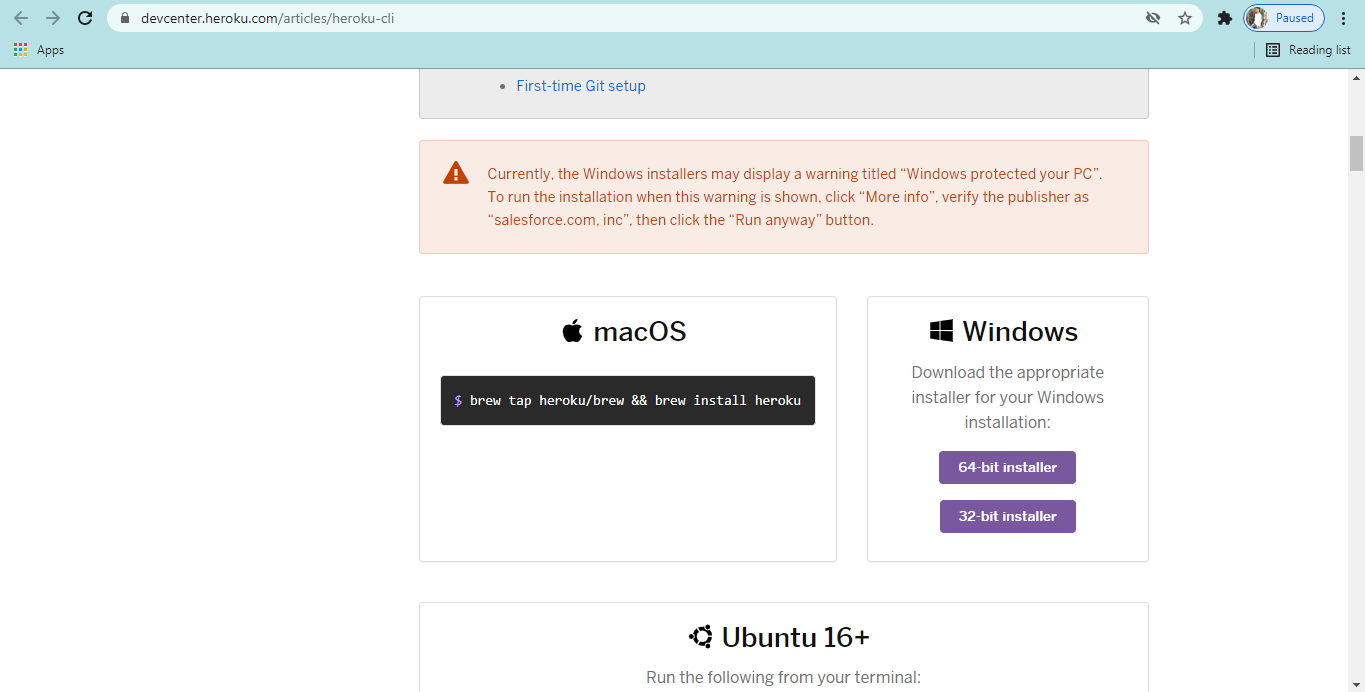 devcenter.heroku.com/articles/heroku-cli
Paused
Apps
Reading list
First-time Git setup
Currently, the Windows installers may display a warning titled “Windows protected your PC”.
To run the installation when this warning is shown, click “More info”, verify the publisher as
“salesforce.com, inc”, then click the “Run anyway” button.
macOS
$ brew tap heroku/brew && brew install heroku
Windows
Download the appropriate
installer for your Windows
installation:
64-bit installer
32-bit installer
Ubuntu 16+
Run the following from your terminal: